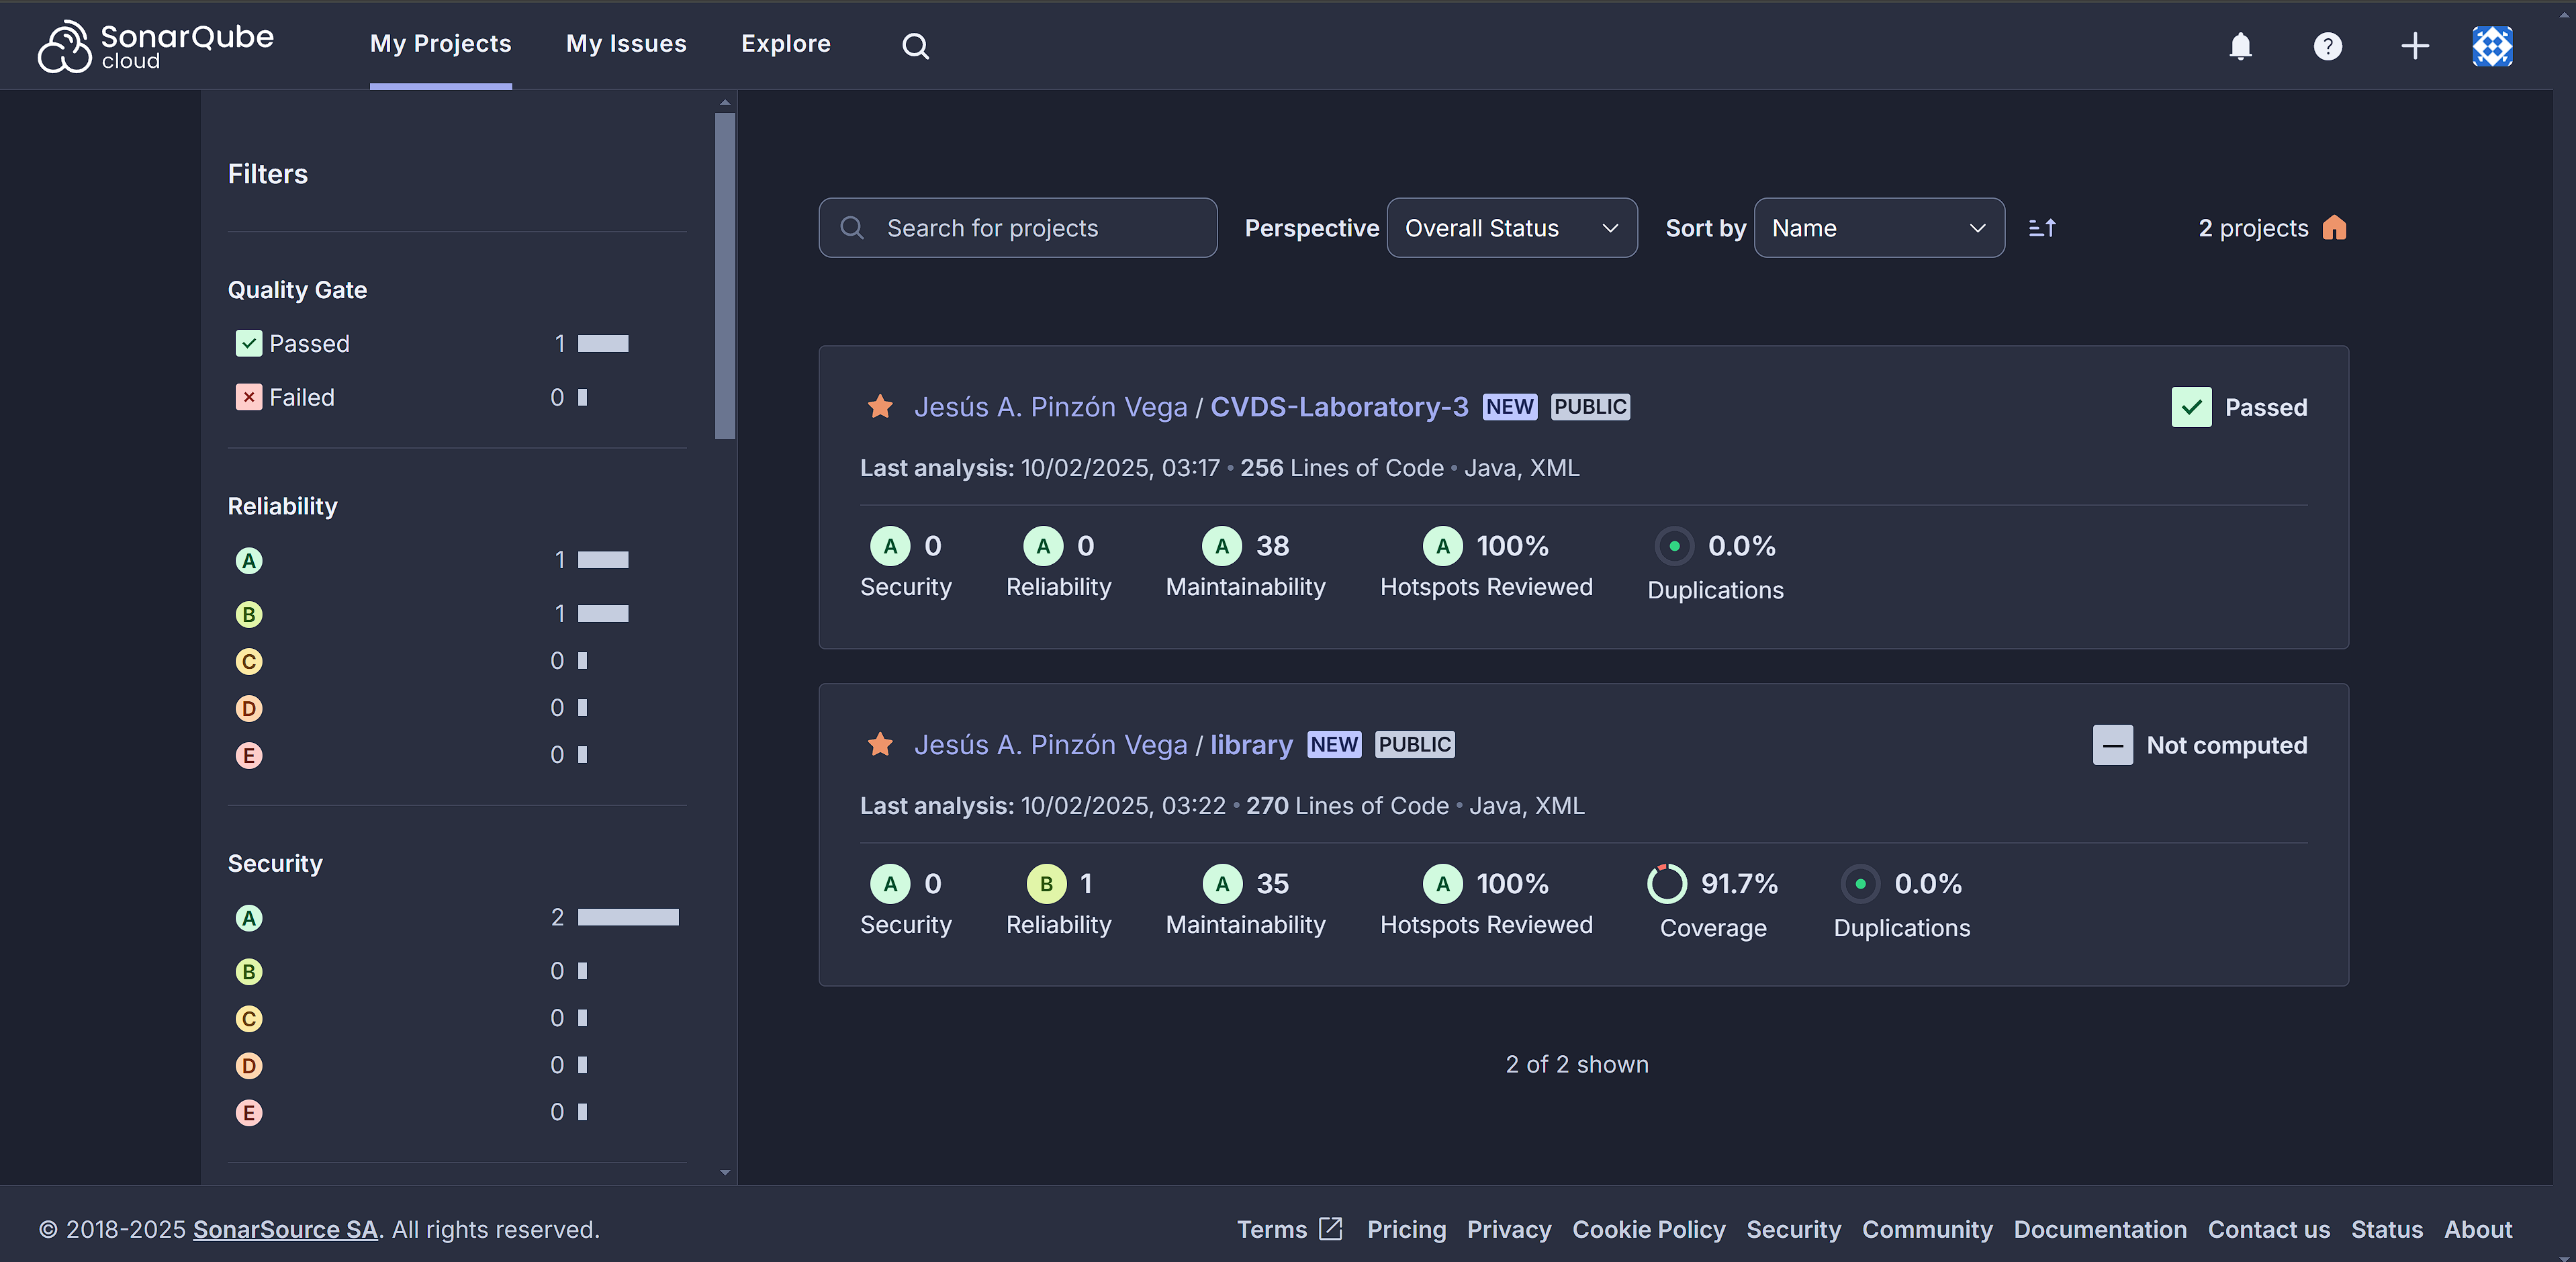 SonarQube cloud
My Projects
My Issues
Explore
Filters
Quality Gate
Passed 1
Failed 0
Reliability
A 1
B 1
C 0
D 0
E 0
Security
A 2
B 0
C 0
D 0
E 0
Search for projects
Perspective Overall Status
Sort by Name
2 projects
Jesús A. Pinzón Vega / CVDS-Laboratory-3 NEW PUBLIC
Passed
Last analysis: 10/02/2025, 03:17 • 256 Lines of Code • Java, XML
A 0 A 0 A 38 A 100% 0.0%
Security Reliability Maintainability Hotspots Reviewed Duplications
Jesús A. Pinzón Vega / library NEW PUBLIC
Not computed
Last analysis: 10/02/2025, 03:22 • 270 Lines of Code • Java, XML
A 0 B 1 A 35 A 100% 91.7% 0.0%
Security Reliability Maintainability Hotspots Reviewed Coverage Duplications
2 of 2 shown
© 2018-2025 SonarSource SA. All rights reserved.
Terms Pricing Privacy Cookie Policy Security Community Documentation Contact us Status About